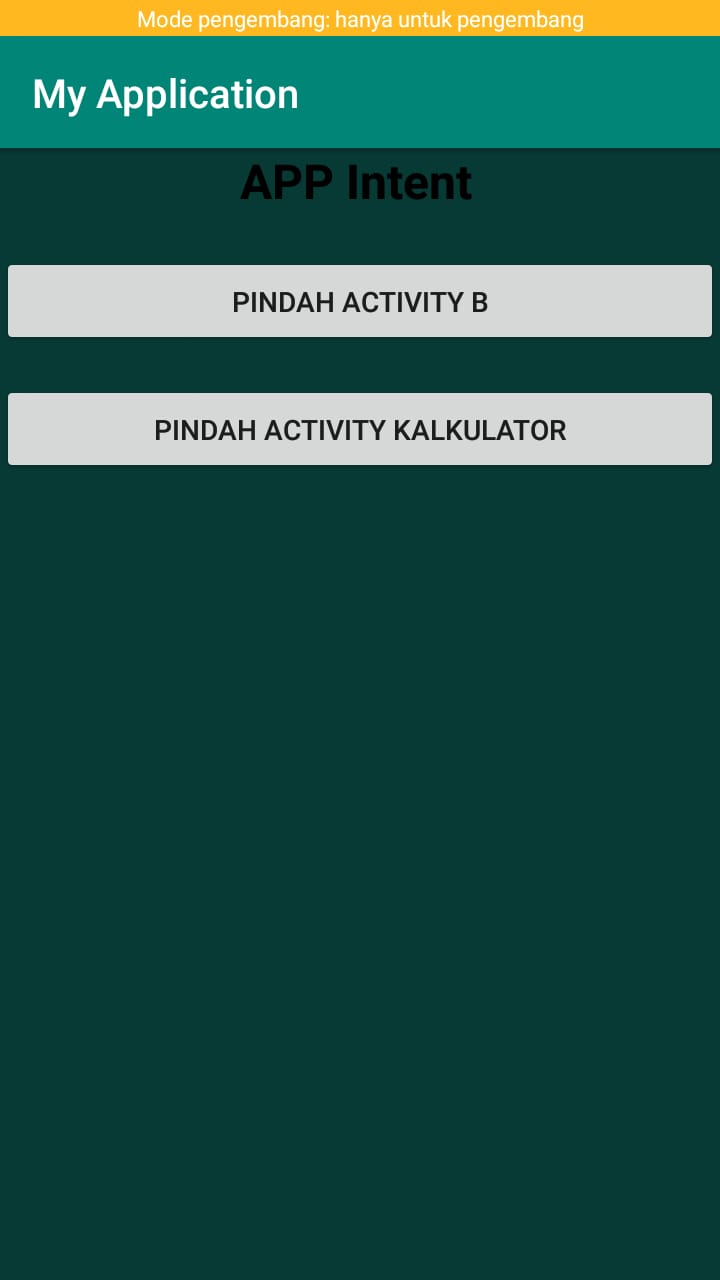 Mode pengembang: hanya untuk pengembang
My Application
APP Intent
PINDAH ACTIVITY B
PINDAH ACTIVITY KALKULATOR